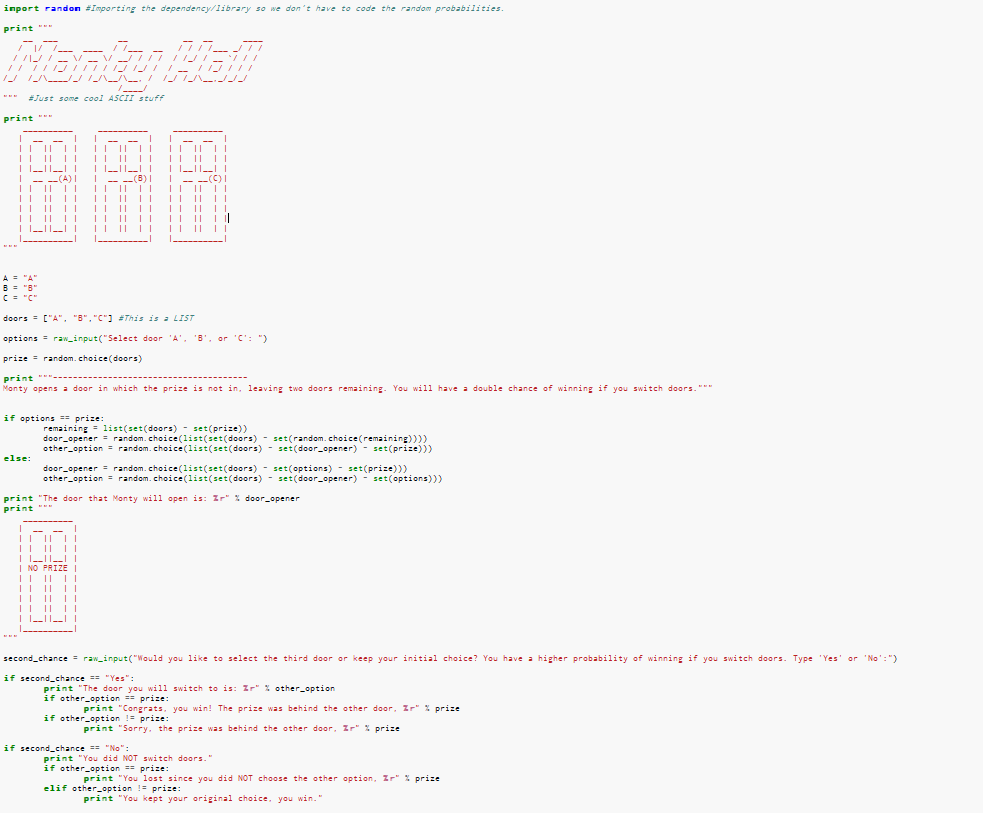 import random #Importing the dependency/library so we don't have to code the random probabilities.
print """
""" #Just some cool ASCII stuff
print """
(A) (B) (C)
"""
A = "A"
B = "B"
C = "C"
doors = ["A", "B","C"] #This is a LIST
options = raw_input("Select door 'A', 'B', or 'C': ")
prize = random.choice(doors)
print """---------------------------------------
Monty opens a door in which the prize is not in, leaving two doors remaining. You will have a double chance of winning if you switch doors."""
if options == prize:
remaining = list(set(doors) - set(prize))
door_opener = random.choice(list(set(doors) - set(random.choice(remaining))))
other_option = random.choice(list(set(doors) - set(door_opener) - set(prize)))
else:
door_opener = random.choice(list(set(doors) - set(options) - set(prize)))
other_option = random.choice(list(set(doors) - set(door_opener) - set(options)))
print "The door that Monty will open is: %r" % door_opener
print """
NO PRIZE
"""
second_chance = raw_input("Would you like to select the third door or keep your initial choice? You have a higher probability of winning if you switch doors. Type 'Yes' or 'No':")
if second_chance == "Yes":
print "The door you will switch to is: %r" % other_option
if other_option == prize:
print "Congrats, you win! The prize was behind the other door, %r" % prize
if other_option != prize:
print "Sorry, the prize was behind the other door, %r" % prize
if second_chance == "No":
print "You did NOT switch doors."
if other_option == prize:
print "You lost since you did NOT choose the other option, %r" % prize
elif other_option != prize:
print "You kept your original choice, you win."